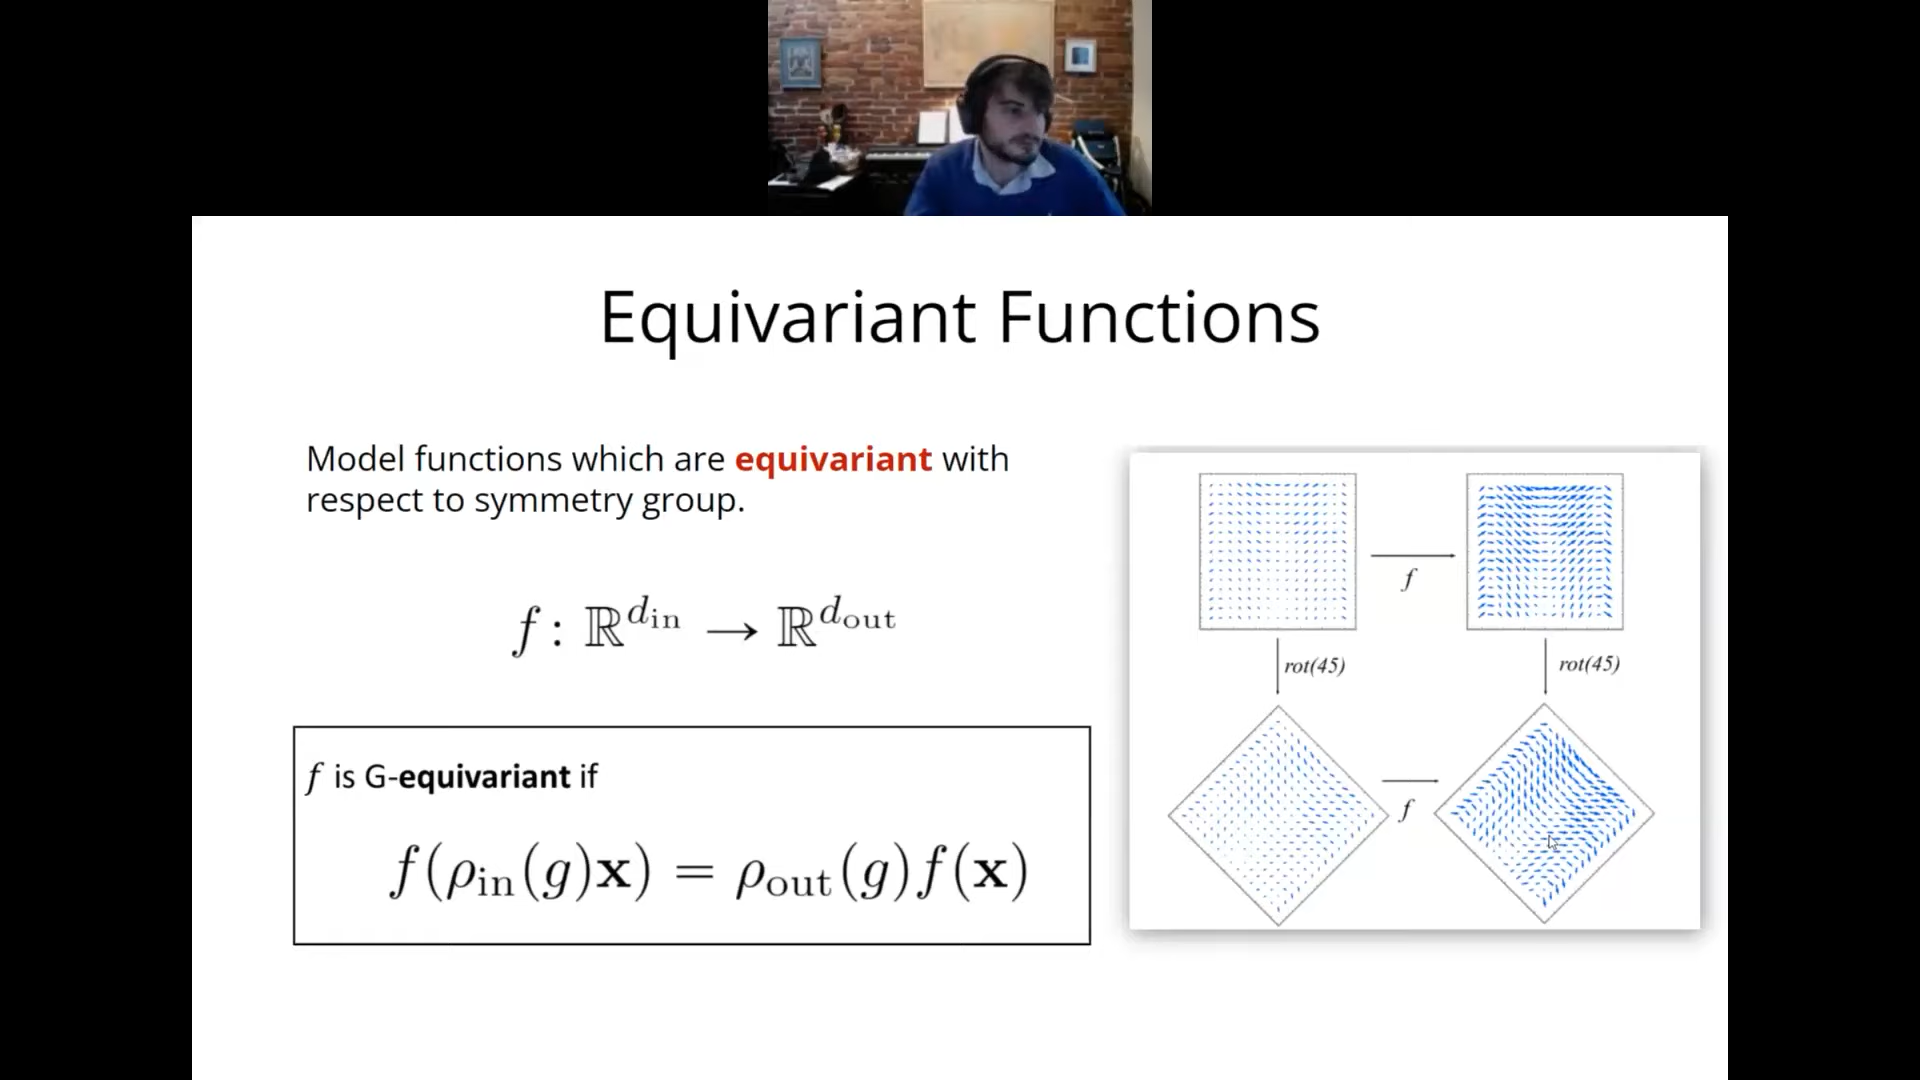 Equivariant Functions
Model functions which are equivariant with
respect to symmetry group.
f : ℝ^{d_in} → ℝ^{d_out}
f is G-equivariant if
f(ρ_in(g)𝐱) = ρ_out(g)f(𝐱)
f
rot(45)
rot(45)
f